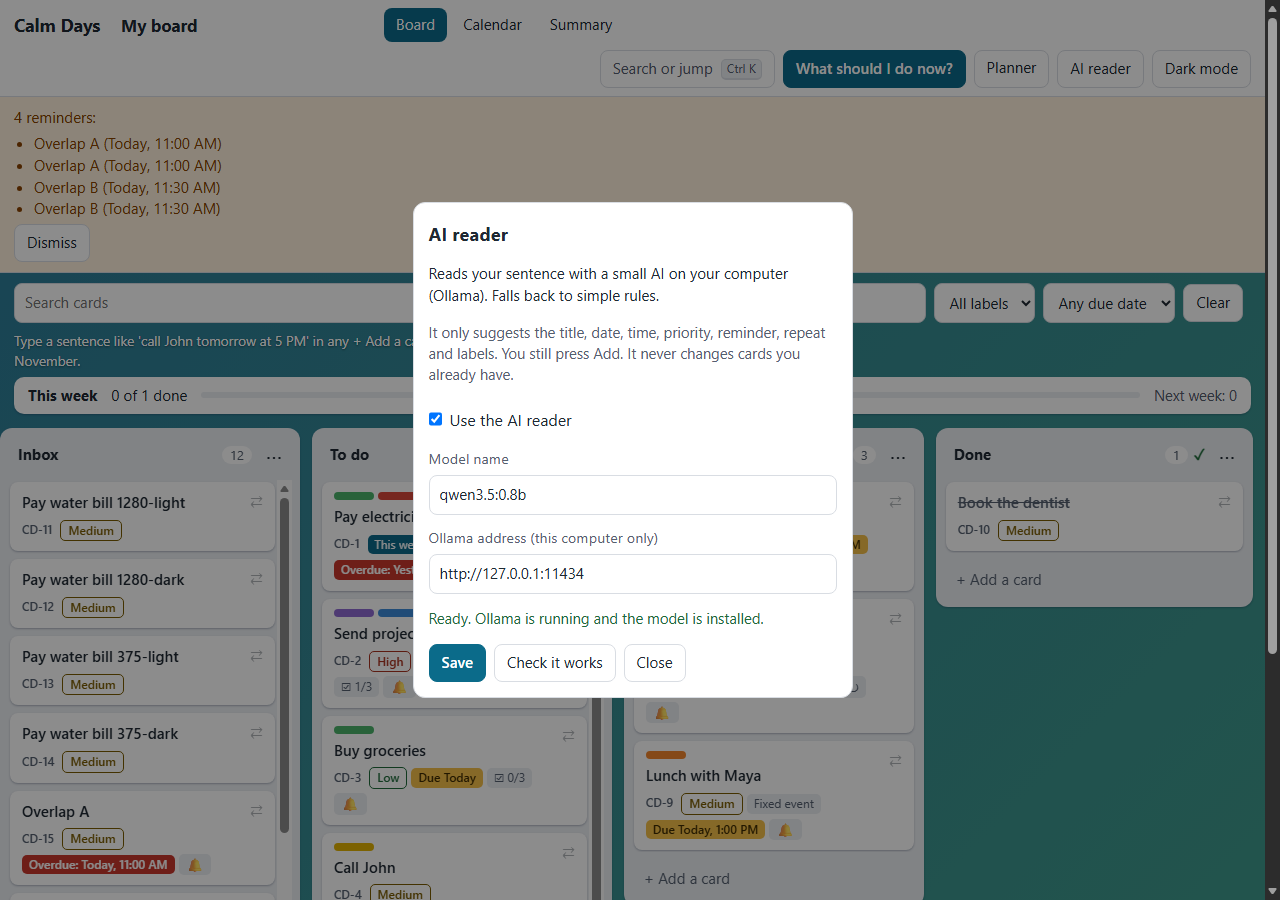 Calm Days My board Board Calendar Summary
Search or jump Ctrl K What should I do now? Planner AI reader Dark mode
4 reminders:
Overlap A (Today, 11:00 AM)
Overlap A (Today, 11:00 AM)
Overlap B (Today, 11:30 AM)
Overlap B (Today, 11:30 AM)
Dismiss
Search cards All labels Any due date Clear
Type a sentence like 'call John tomorrow at 5 PM' in any + Add a
November.
This week 0 of 1 done Next week: 0
AI reader
Reads your sentence with a small AI on your computer
(Ollama). Falls back to simple rules.
It only suggests the title, date, time, priority, reminder, repeat
and labels. You still press Add. It never changes cards you
already have.
Use the AI reader
Model name
qwen3.5:0.8b
Ollama address (this computer only)
http://127.0.0.1:11434
Ready. Ollama is running and the model is installed.
Save Check it works Close
Inbox 12 ...
Pay water bill 1280-light
CD-11 Medium
Pay water bill 1280-dark
CD-12 Medium
Pay water bill 375-light
CD-13 Medium
Pay water bill 375-dark
CD-14 Medium
Overlap A
CD-15 Medium
Overdue: Today, 11:00 AM
To do
Pay
CD-1 This
Overdue:
Send
CD-2 High
1/3
Buy groceries
CD-3 Low Due Today 0/3
Call John
CD-4 Medium
3 ...
Lunch with Maya
CD-9 Medium Fixed event
Due Today, 1:00 PM
+ Add a card
Done 1 ✓ ...
Book the dentist
CD-10 Medium
+ Add a card